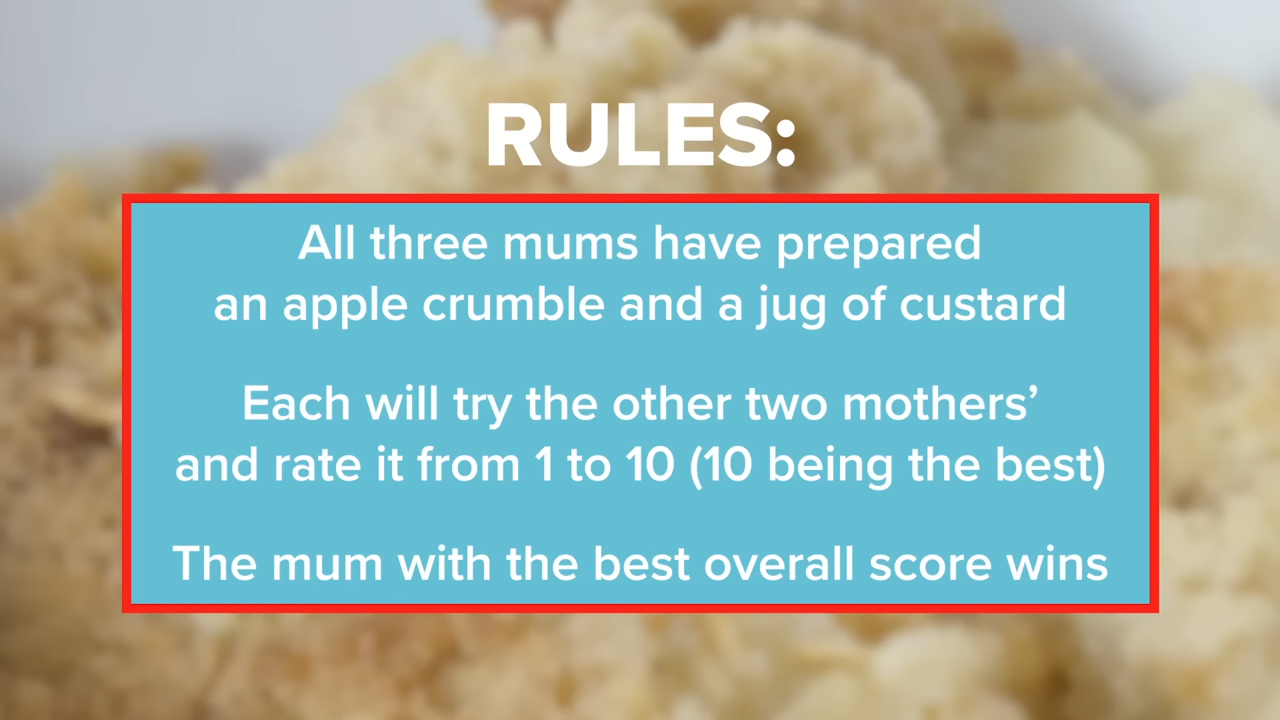 RULES:
All three mums have prepared
an apple crumble and a jug of custard
Each will try the other two mothers’
and rate it from 1 to 10 (10 being the best)
The mum with the best overall score wins